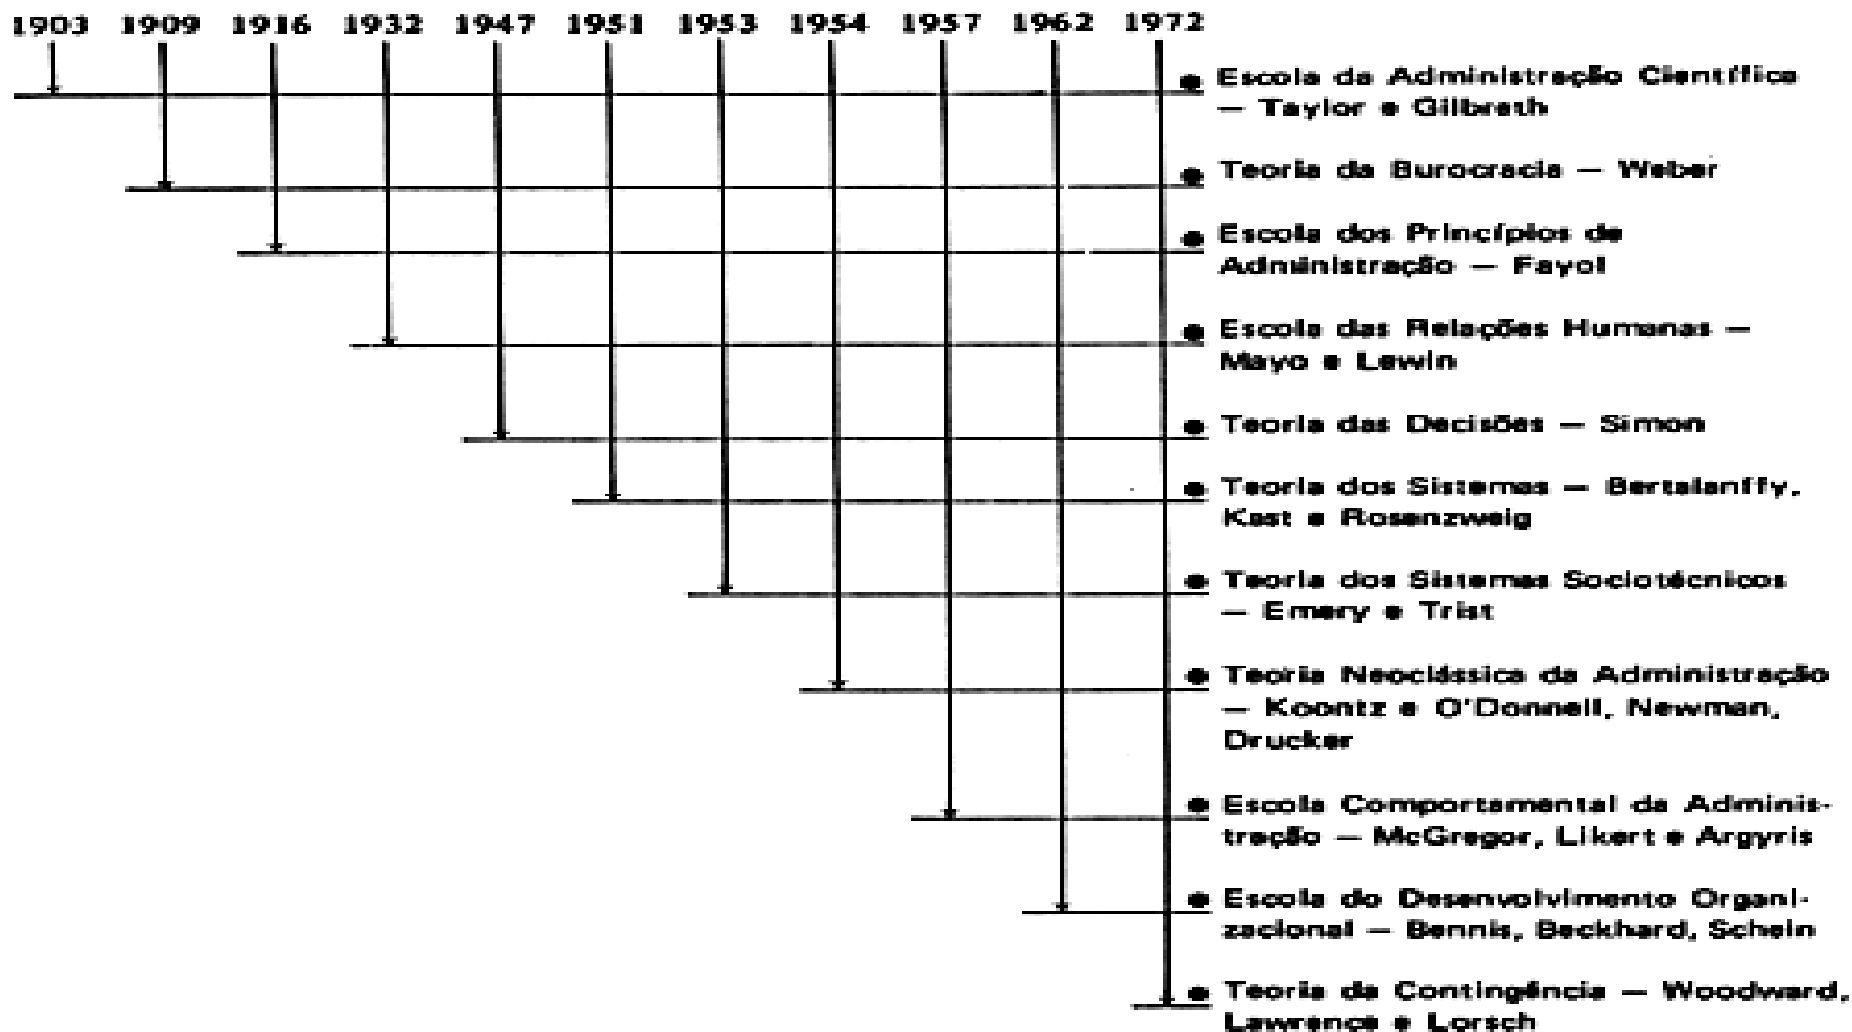 1903 1909 1916 1932 1947 1951 1953 1954 1957 1962 1972
● Escola da Administração Científica
— Taylor e Gilbreth
● Teoria da Burocracia — Weber
● Escola dos Princípios de
Administração — Fayol
● Escola das Relações Humanas —
Mayo e Lewin
● Teoria das Decisões — Simon
● Teoria dos Sistemas — Bertalanffy,
Kast e Rosenzweig
● Teoria dos Sistemas Sociotécnicos
— Emery e Trist
● Teoria Neoclássica da Administração
— Koontz e O'Donnell, Newman,
Drucker
● Escola Comportamental da Adminis-
tração — McGregor, Likert e Argyris
● Escola do Desenvolvimento Organi-
zacional — Bennis, Beckhard, Schein
● Teoria da Contingência — Woodward,
Lawrence e Lorsch